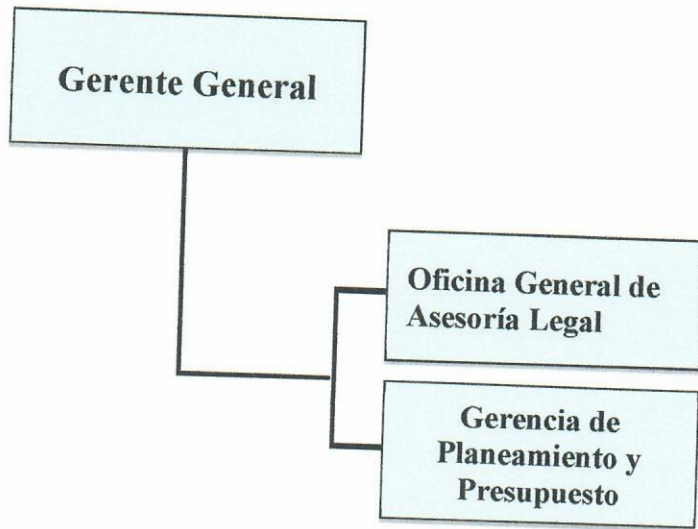 Gerente General
Oficina General de
Asesoría Legal
Gerencia de
Planeamiento y
Presupuesto